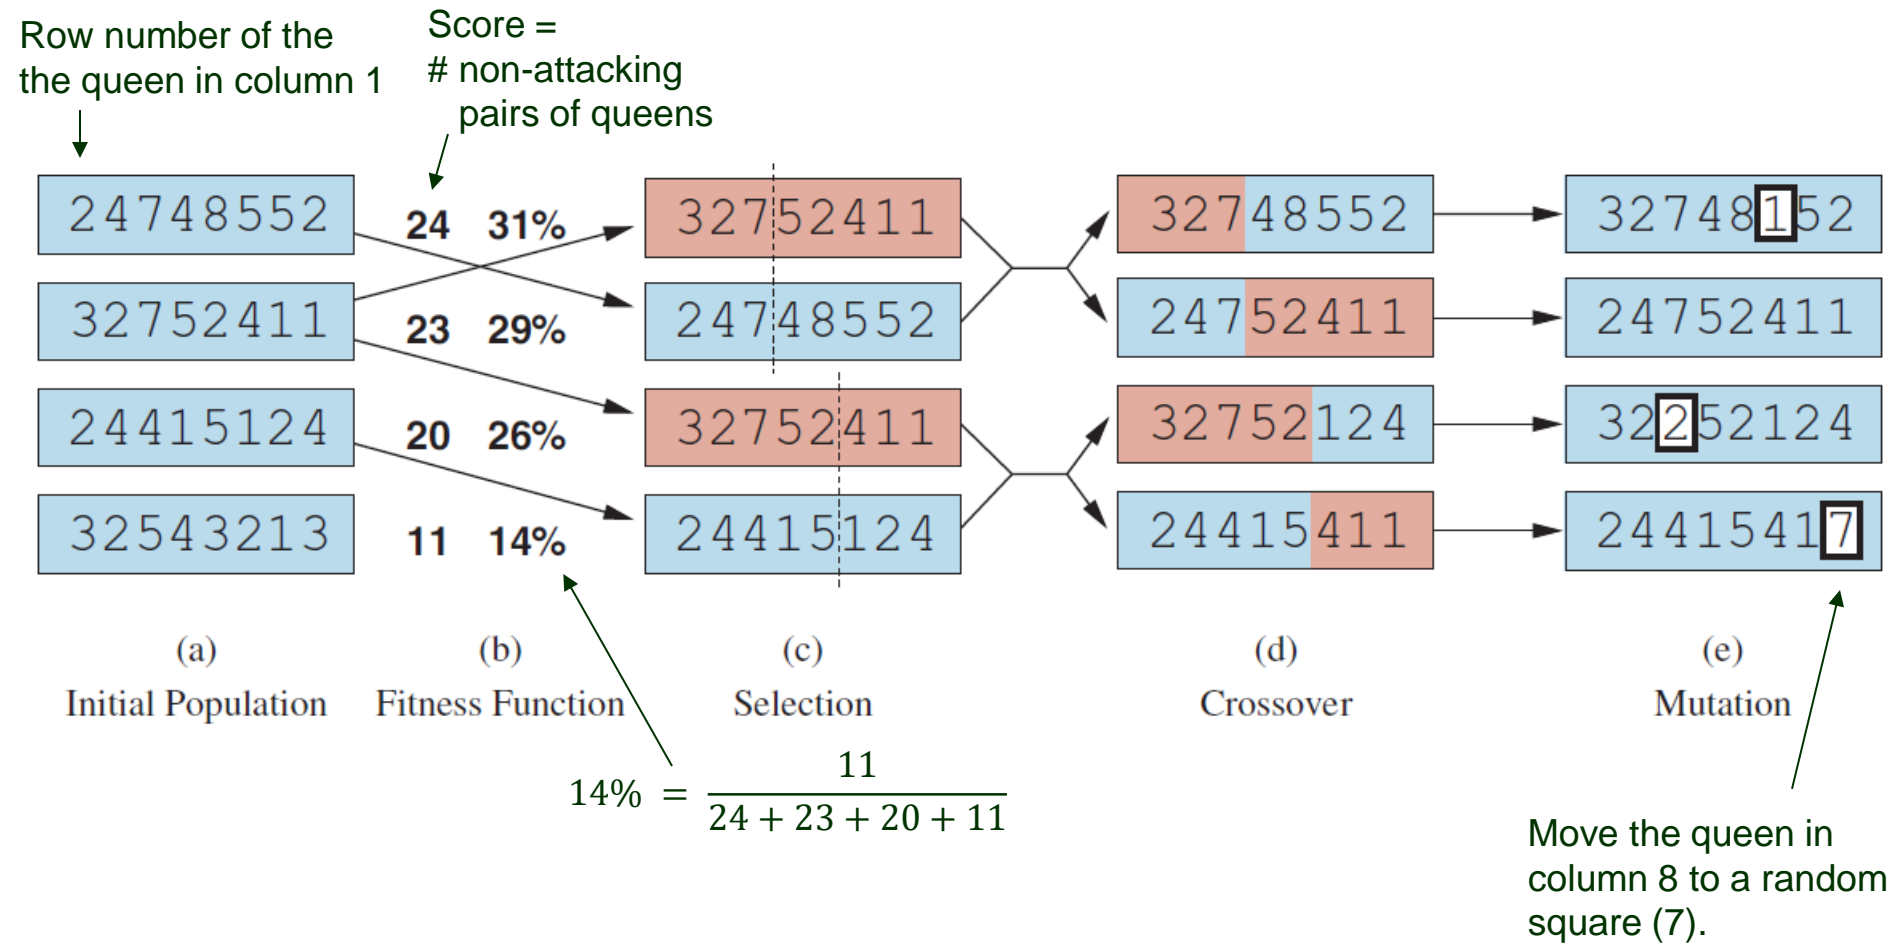 Row number of the
the queen in column 1
Score =
# non-attacking
pairs of queens
24748552
32752411
24415124
32543213
24 31%
23 29%
20 26%
11 14%
32752411
24748552
32752411
24415124
32748552
24752411
32752124
24415411
32748152
24752411
32252124
24415417
(a)
Initial Population
(b)
Fitness Function
(c)
Selection
(d)
Crossover
(e)
Mutation
14% = 11
24 + 23 + 20 + 11
Move the queen in
column 8 to a random
square (7).